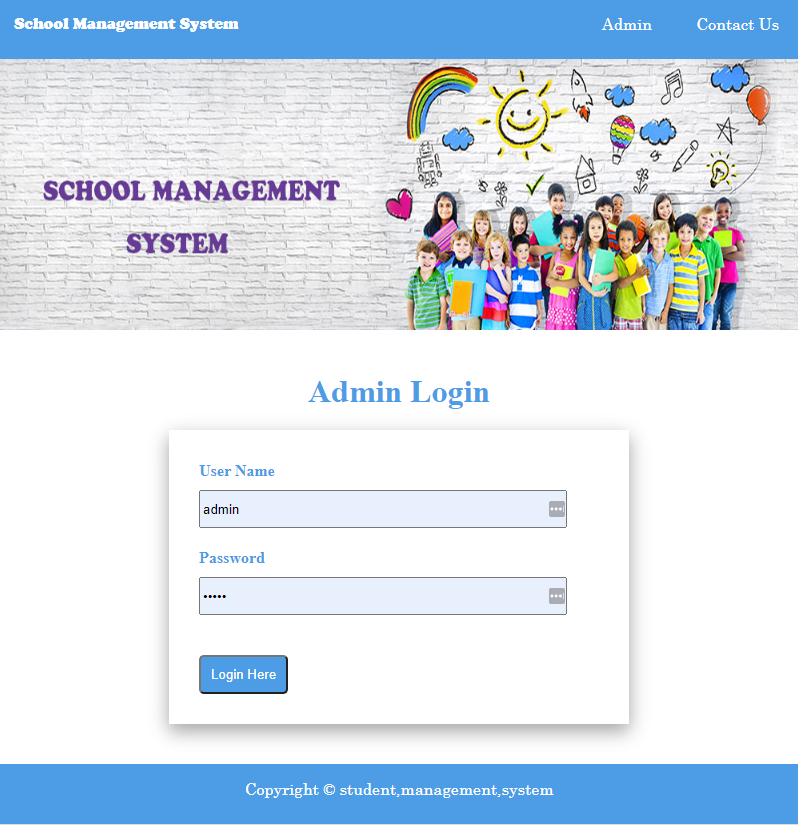 School Management System
Admin
Contact Us
SCHOOL MANAGEMENT
SYSTEM
Admin Login
User Name
admin
Password
•••••
Login Here
Copyright © student,management,system